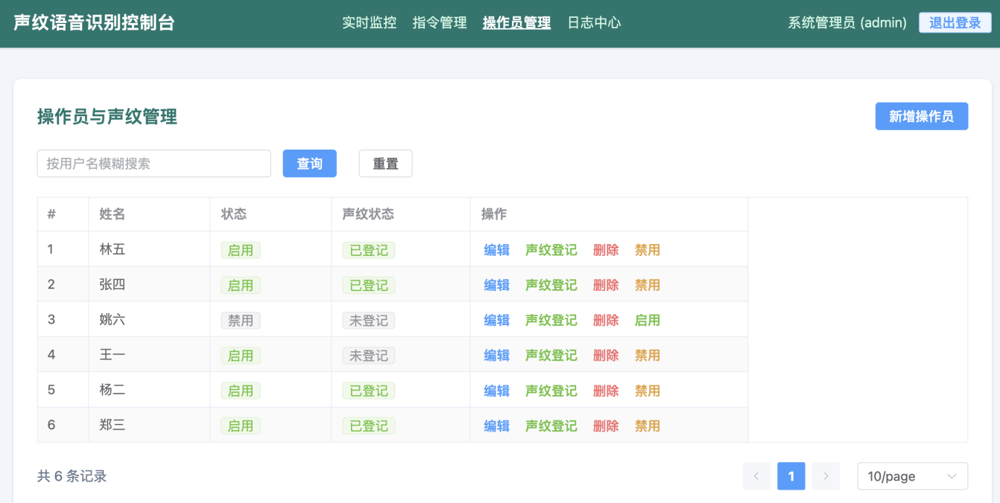 声纹语音识别控制台 实时监控 指令管理 操作员管理 日志中心 系统管理员 (admin) 退出登录
操作员与声纹管理 新增操作员
按用户名模糊搜索 查询 重置
# 姓名 状态 声纹状态 操作
1 林五 启用 已登记 编辑 声纹登记 删除 禁用
2 张四 启用 已登记 编辑 声纹登记 删除 禁用
3 姚六 禁用 未登记 编辑 声纹登记 删除 启用
4 王一 启用 未登记 编辑 声纹登记 删除 禁用
5 杨二 启用 已登记 编辑 声纹登记 删除 禁用
6 郑三 启用 已登记 编辑 声纹登记 删除 禁用
共 6 条记录 1 10/page